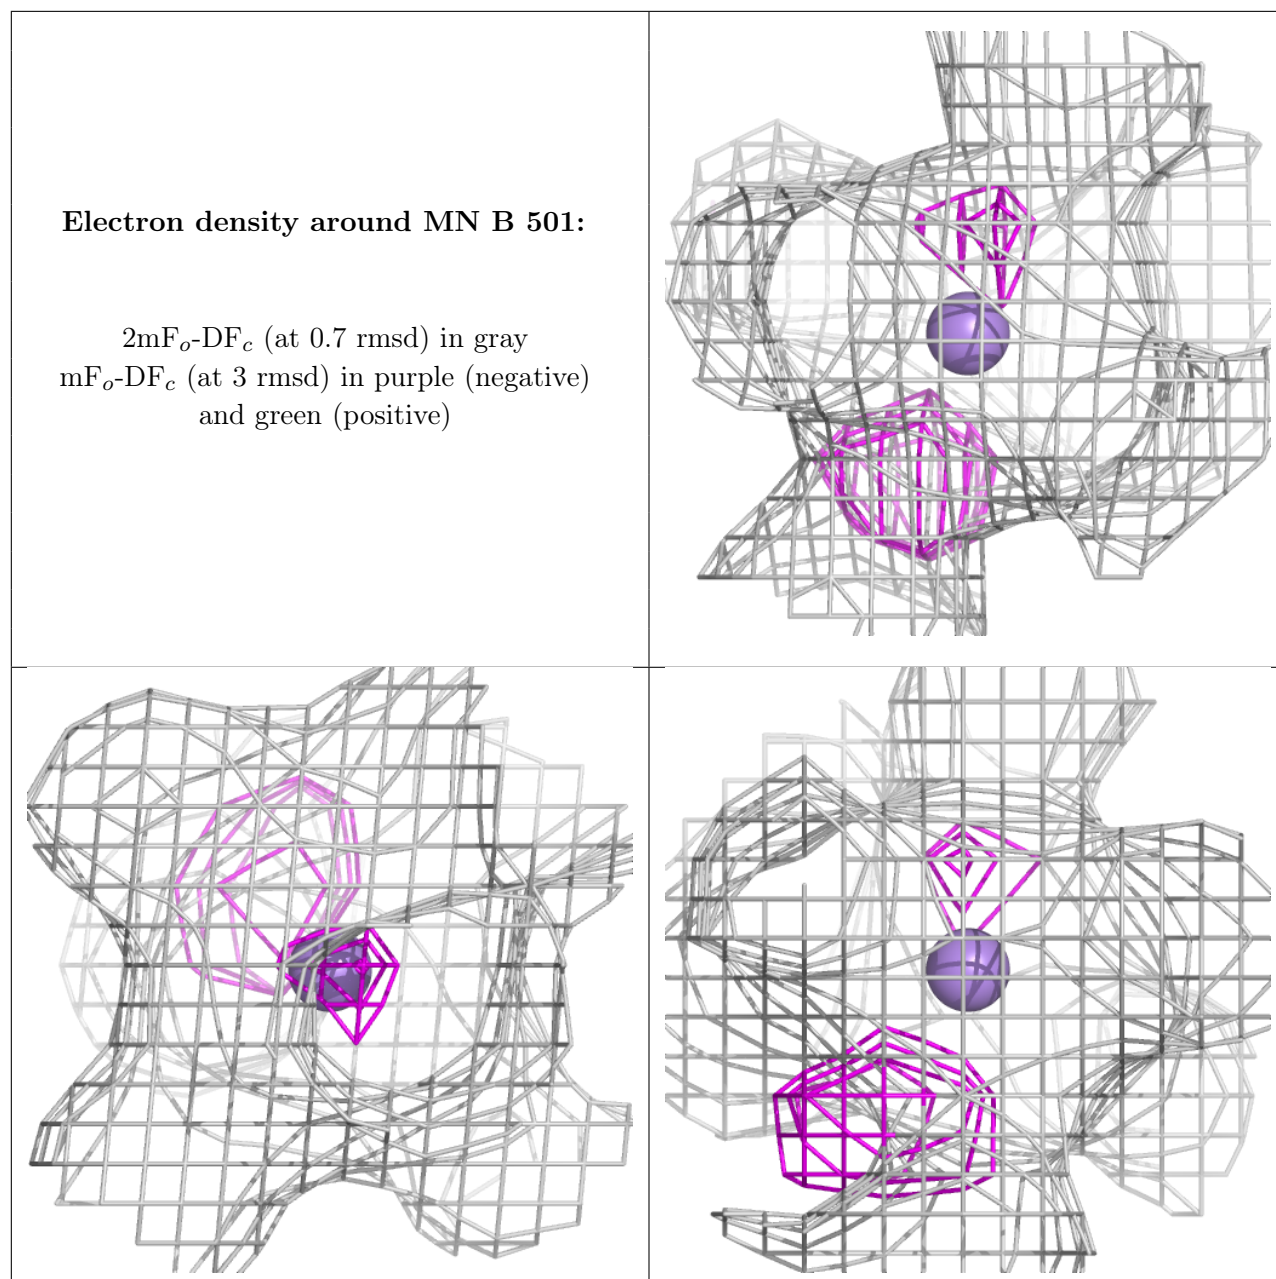 Electron density around MN B 501:
2mFo-DFc (at 0.7 rmsd) in gray
mFo-DFc (at 3 rmsd) in purple (negative)
and green (positive)